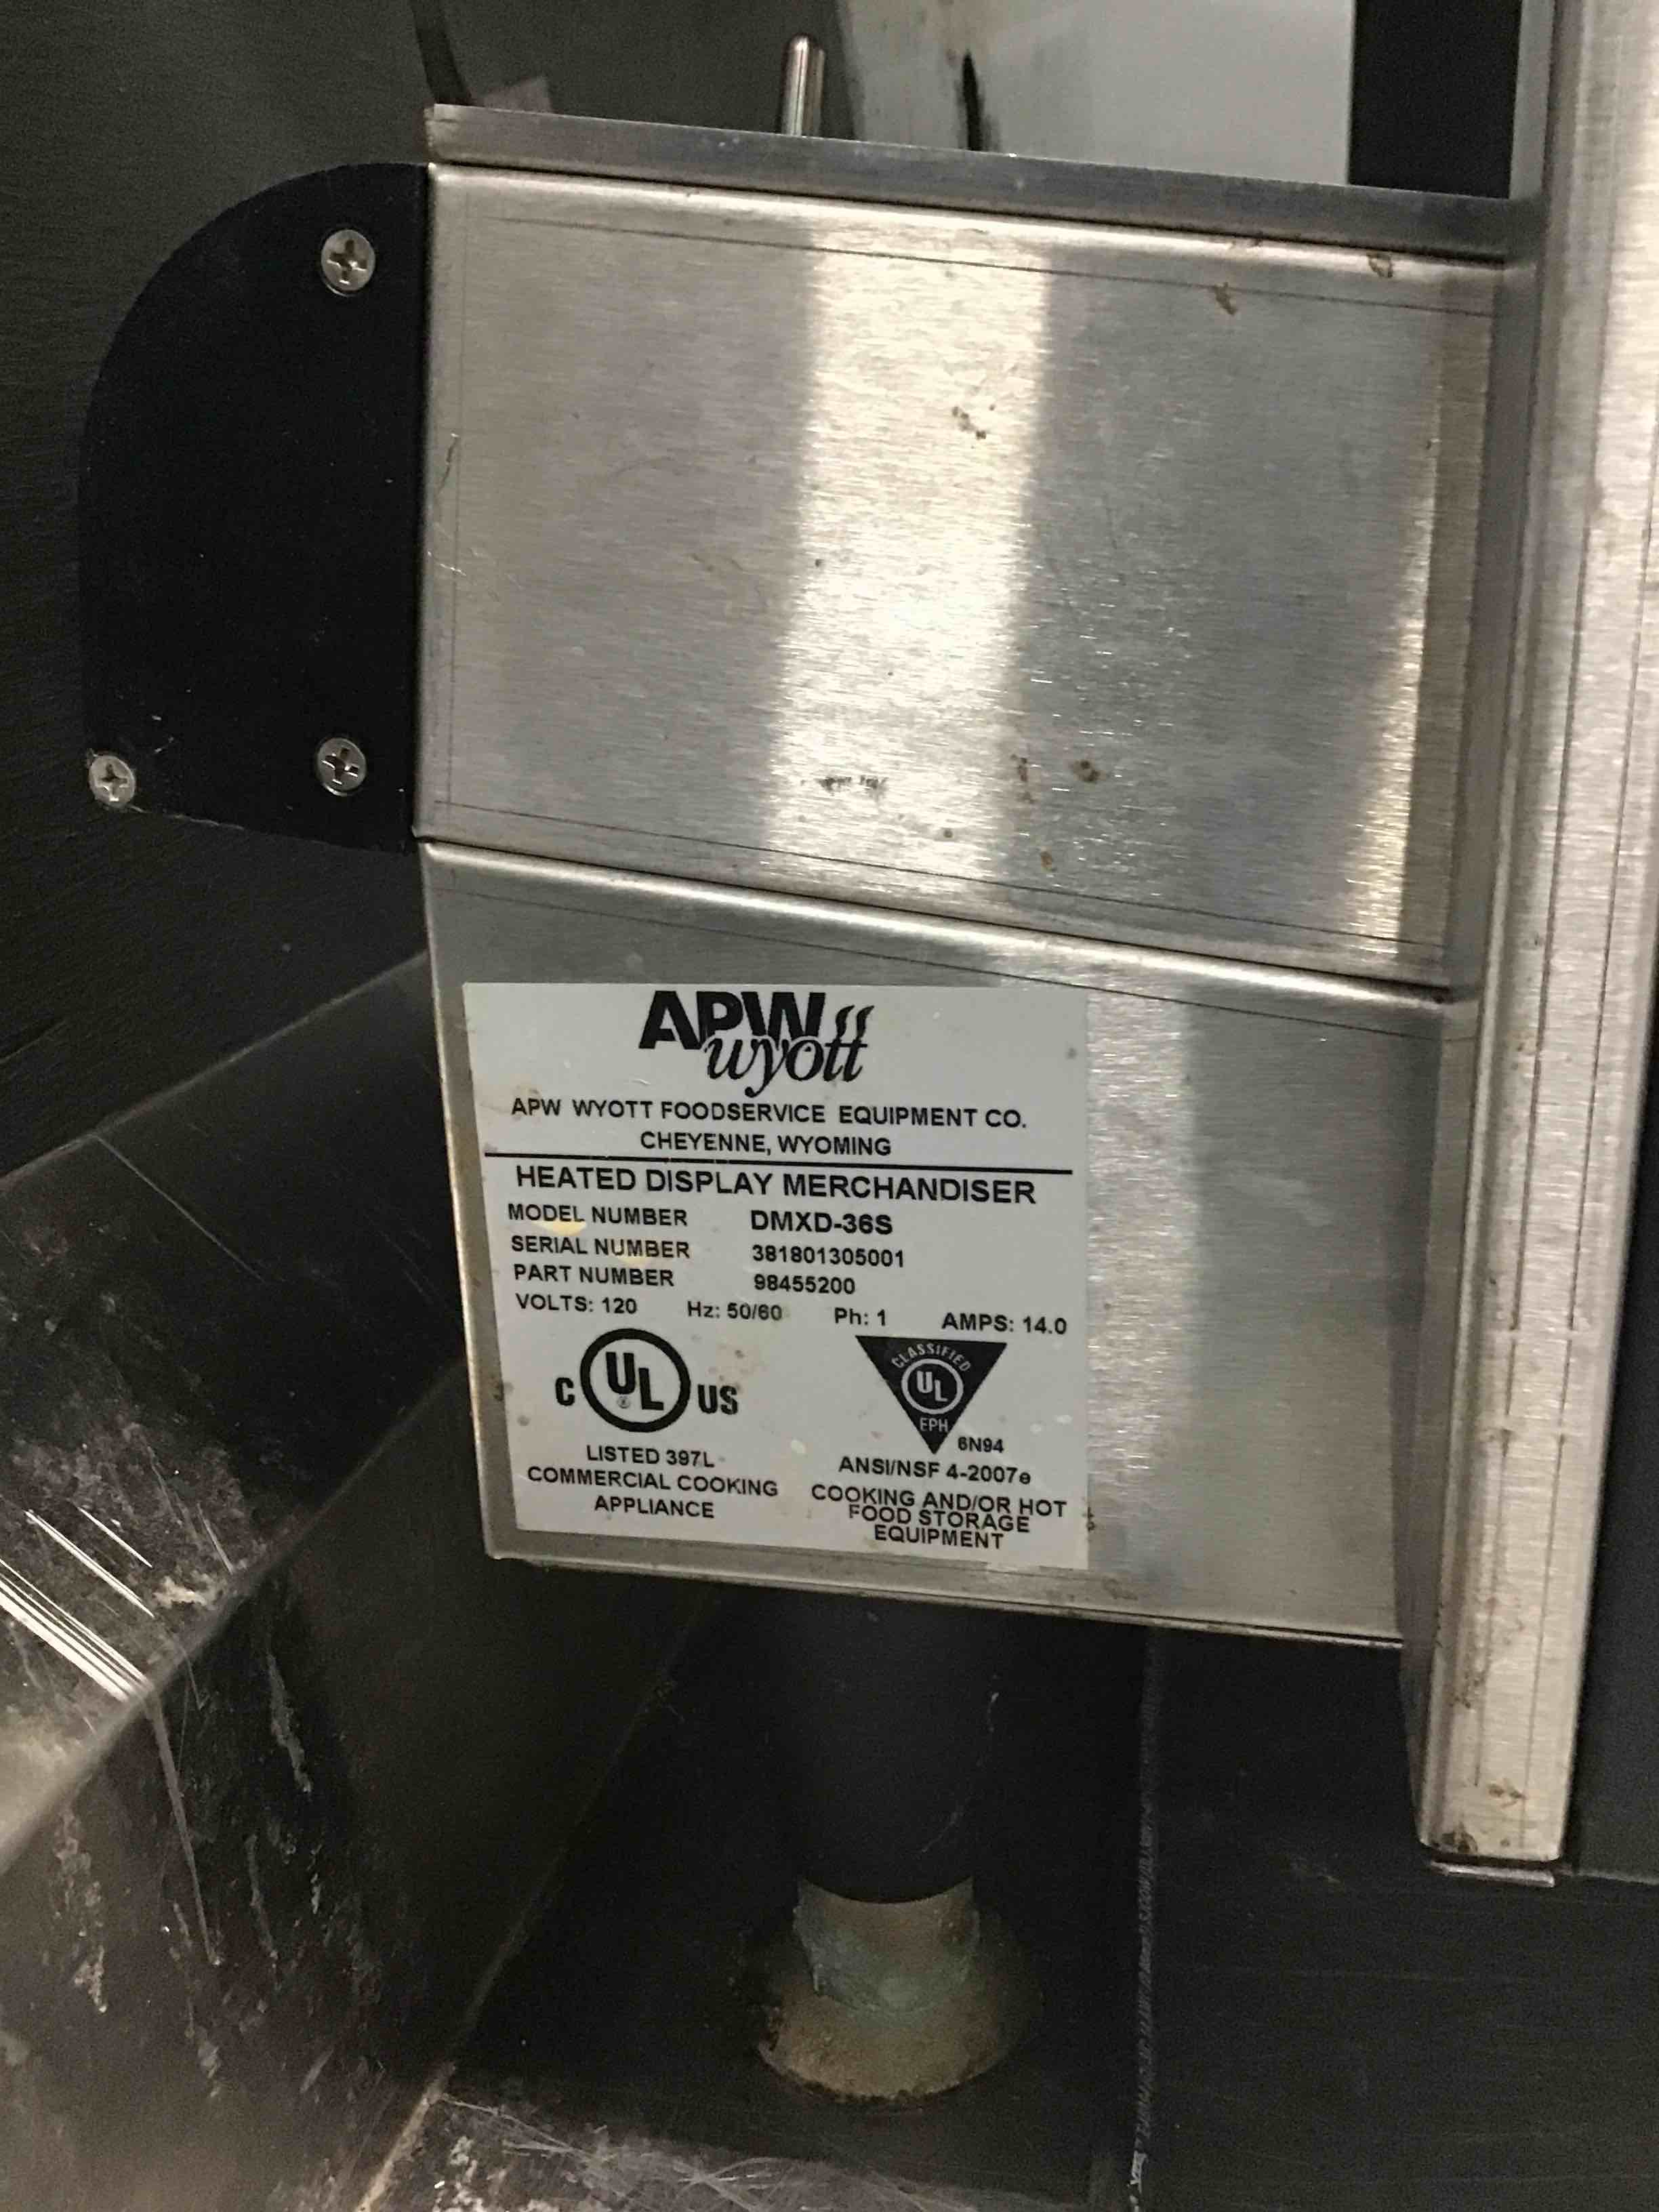 APW
wyott
APW WYOTT FOODSERVICE EQUIPMENT CO.
CHEYENNE, WYOMING
HEATED DISPLAY MERCHANDISER
MODEL NUMBER DMXD-36S
SERIAL NUMBER 381801305001
PART NUMBER 98455200
VOLTS: 120 Hz: 50/60 Ph: 1 AMPS: 14.0
C UL ® US
LISTED 397L
COMMERCIAL COOKING
APPLIANCE
CLASSIFIED
UL
EPH
6N94
ANSI/NSF 4-2007e
COOKING AND/OR HOT
FOOD STORAGE
EQUIPMENT